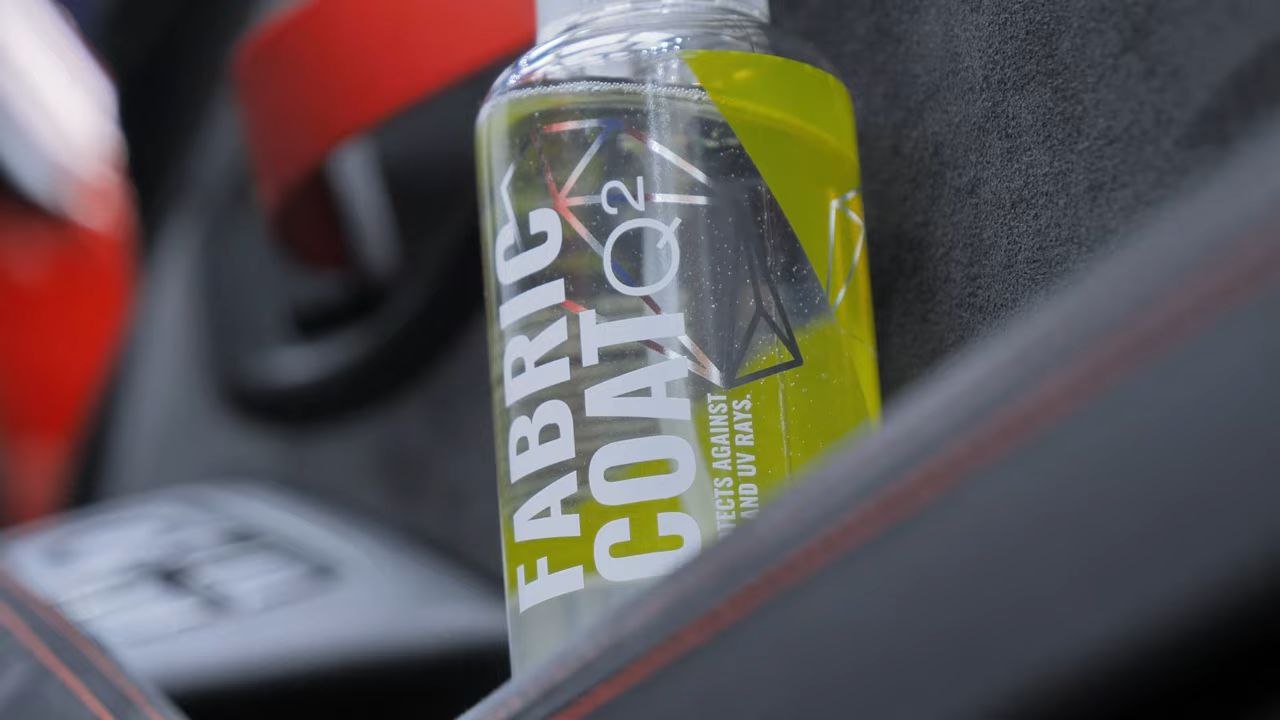 Q²
FABRIC
COAT
TECTS AGAINST
AND UV RAYS.